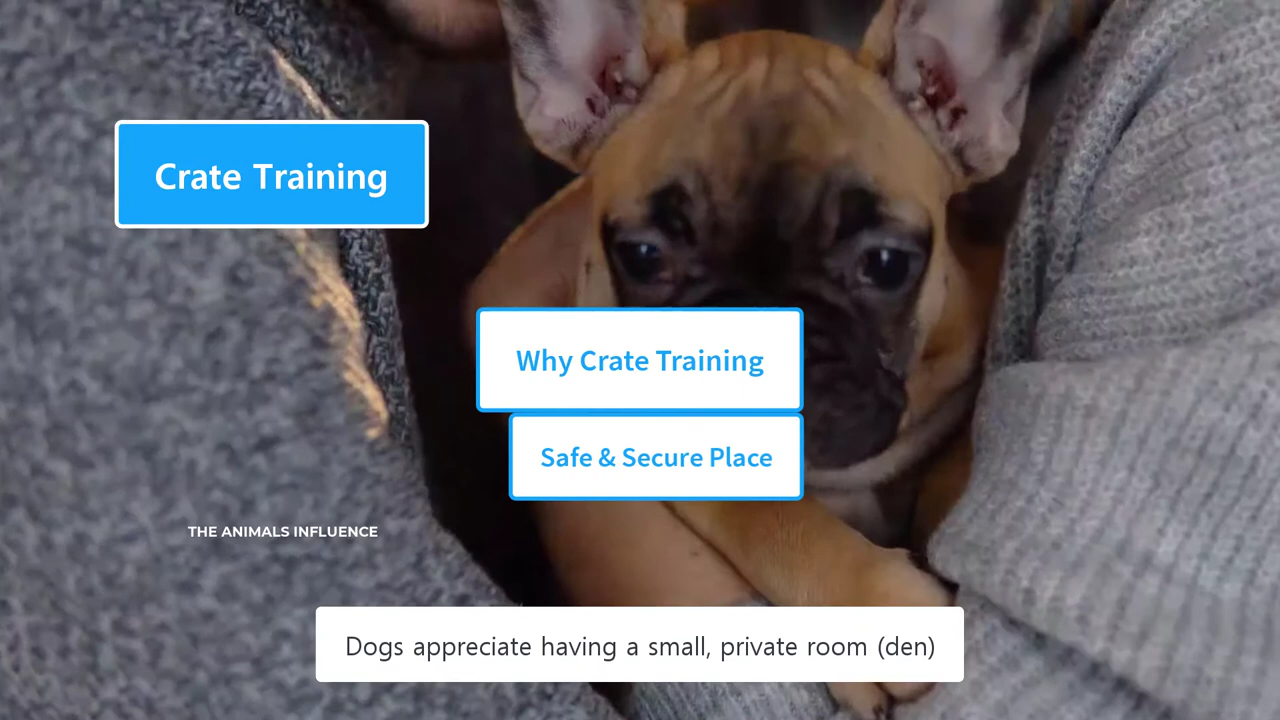 Crate Training
Why Crate Training
Safe & Secure Place
THE ANIMALS INFLUENCE
Dogs appreciate having a small, private room (den)